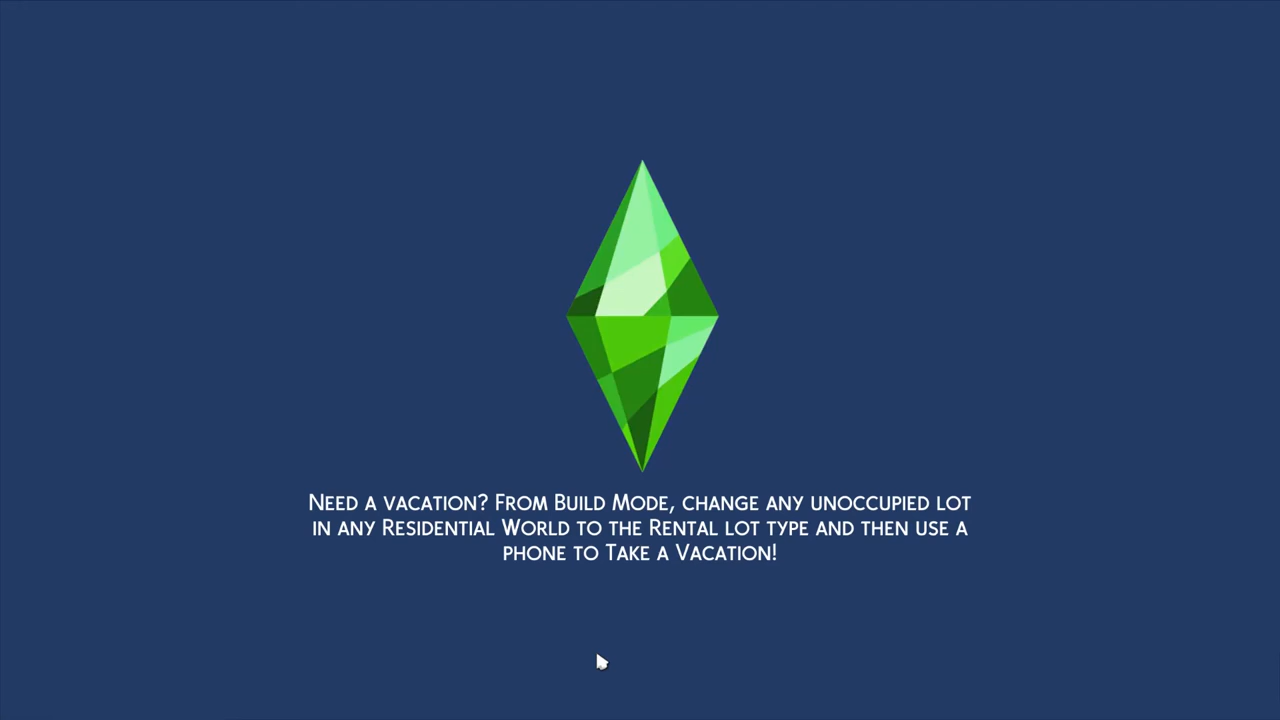 Need a vacation? From Build Mode, change any unoccupied lot
in any Residential World to the Rental lot type and then use a
phone to Take a Vacation!